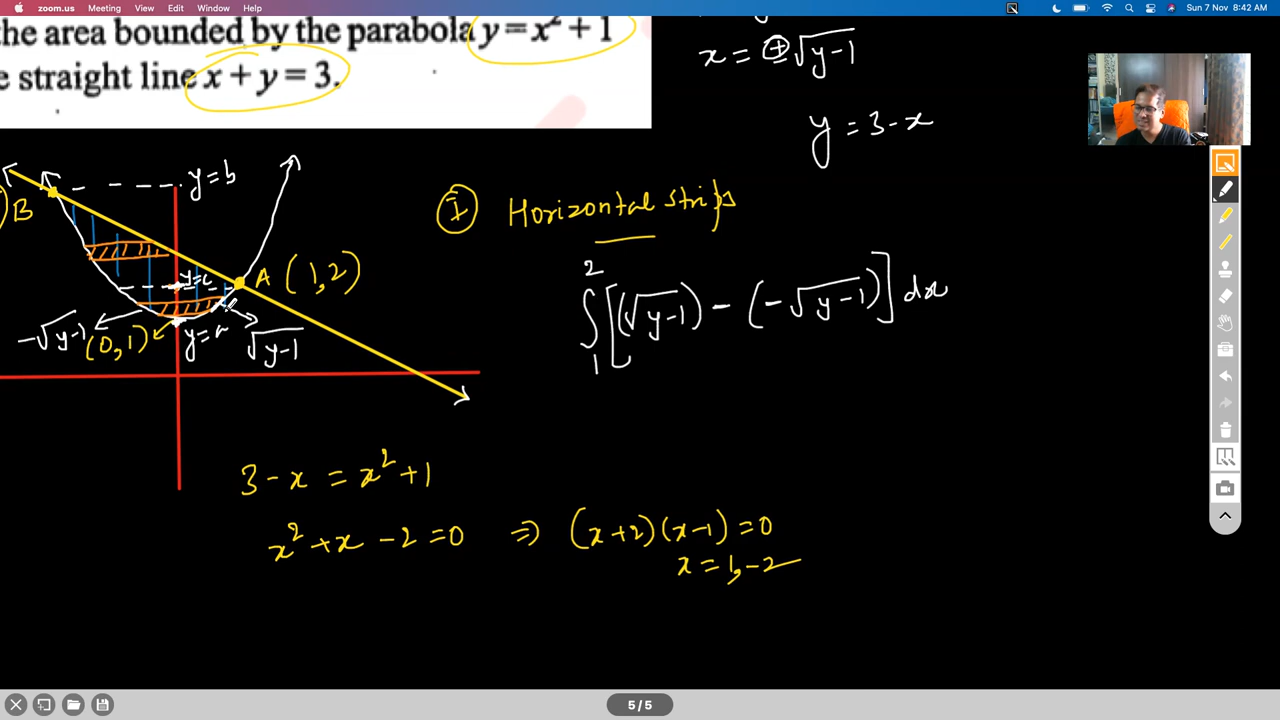 zoom.us Meeting View Edit Window Help
Sun 7 Nov 8:42 AM
the area bounded by the parabola y = x² + 1
e straight line x + y = 3.
x = ±√(y-1)
y = 3 - x
y = b
B
① Horizontal strips
y = c
A (1, 2)
∫₁² [(√(y-1)) - (-√(y-1))] dx
-√(y-1)
(0, 1)
y = a
√(y-1)
3 - x = x² + 1
x² + x - 2 = 0 ⇒ (x+2)(x-1) = 0
x = 1, -2
5 / 5